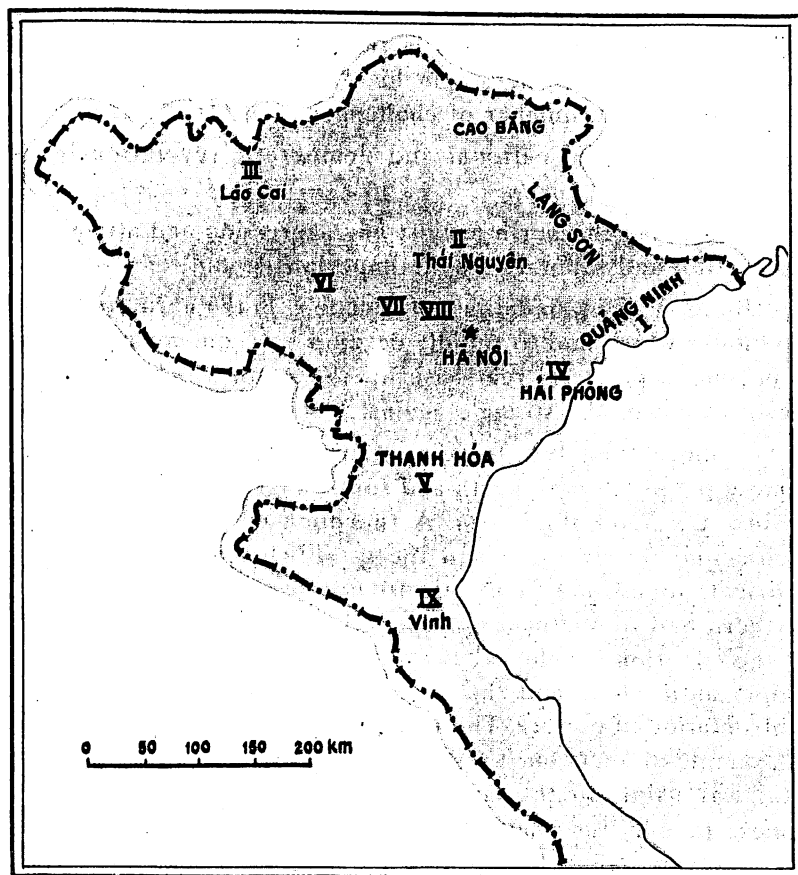 CAO BẰNG
III
Lào Cai
LẠNG SƠN
II
Thái Nguyên
VI
VII
VIII
QUẢNG NINH
I
HÀ NỘI
IV
HẢI PHÒNG
THANH HÓA
V
IX
Vinh
0 50 100 150 200 km